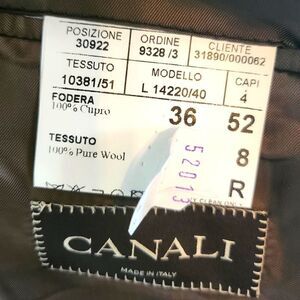 POSIZIONE ORDINE CLIENTE
30922 9328 /3 31890/000062
TESSUTO MODELLO CAPI
10381/51 L 14220/40 4
FODERA 36 52
100% Cupro
TESSUTO 8
100% Pure Wool
R
52013
CANALI
MADE IN ITALY